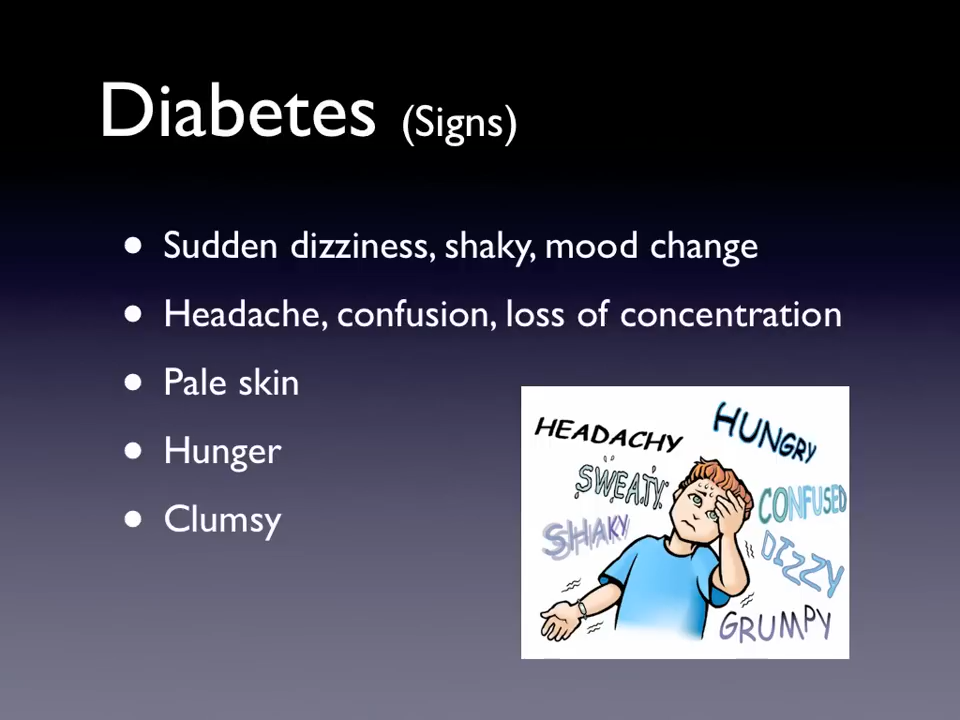 Diabetes (Signs)
• Sudden dizziness, shaky, mood change
• Headache, confusion, loss of concentration
• Pale skin
• Hunger
• Clumsy
HEADACHY
HUNGRY
SWEATY
CONFUSED
SHAKY
DIZZY
GRUMPY